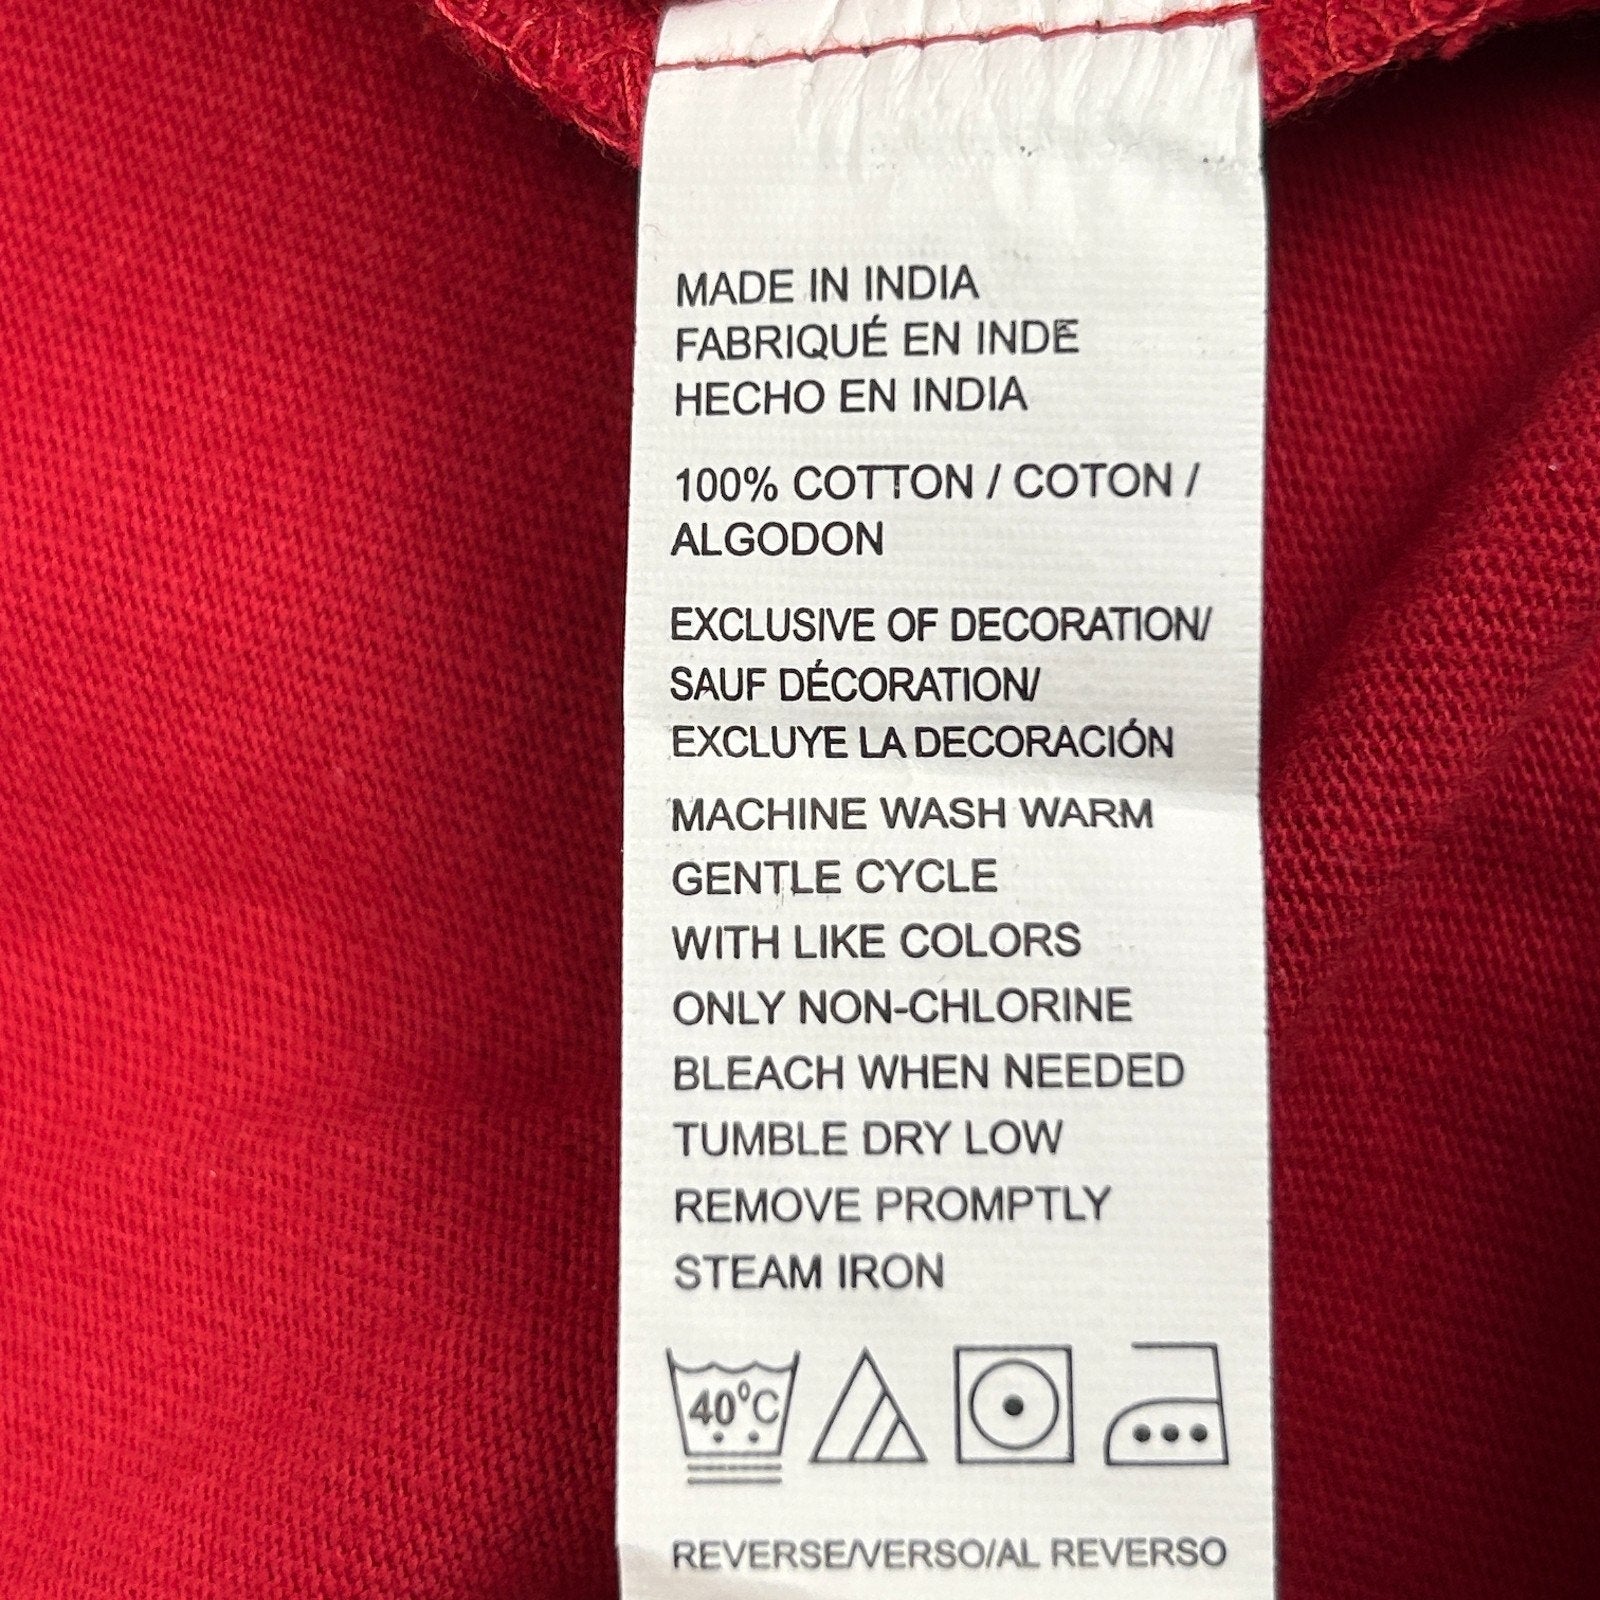 MADE IN INDIA
FABRIQUÉ EN INDE
HECHO EN INDIA
100% COTTON / COTON /
ALGODON
EXCLUSIVE OF DECORATION/
SAUF DÉCORATION/
EXCLUYE LA DECORACIÓN
MACHINE WASH WARM
GENTLE CYCLE
WITH LIKE COLORS
ONLY NON-CHLORINE
BLEACH WHEN NEEDED
TUMBLE DRY LOW
REMOVE PROMPTLY
STEAM IRON
40°C
REVERSE/VERSO/AL REVERSO